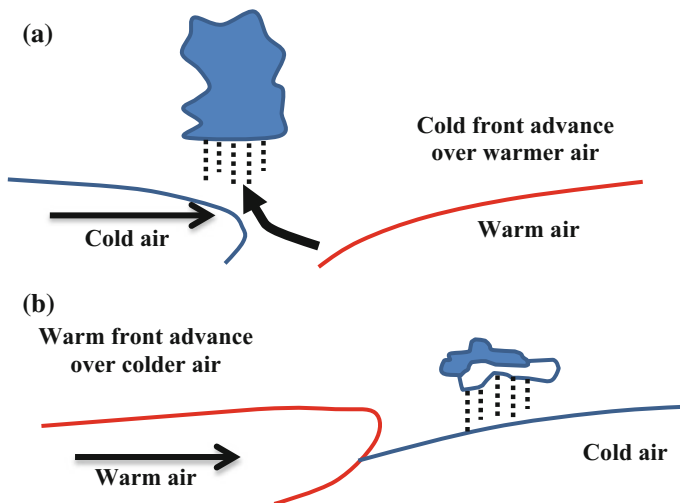 (a)
Cold front advance
over warmer air
Cold air
Warm air
(b)
Warm front advance
over colder air
Warm air
Cold air